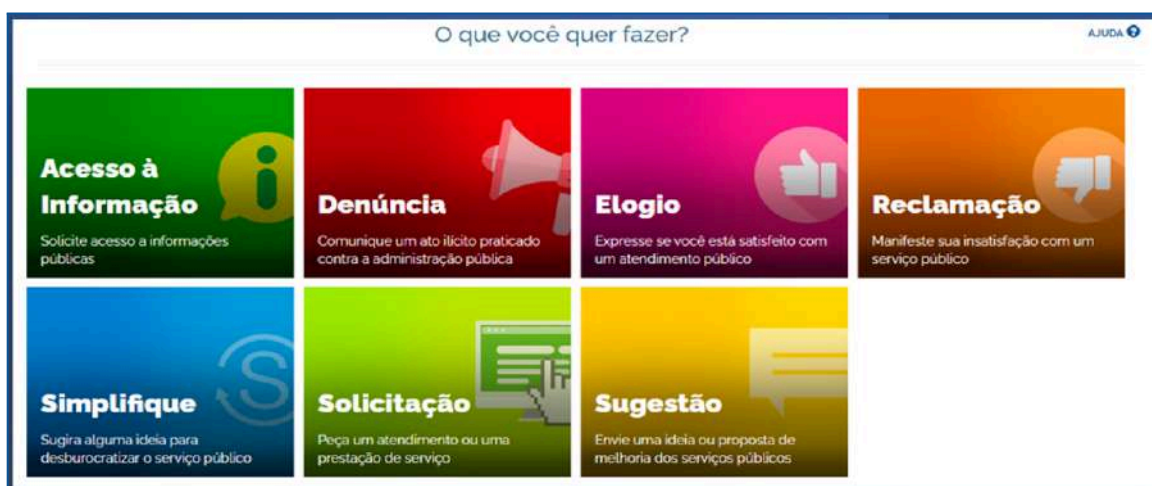 O que você quer fazer?
AJUDA ?
Acesso à
Informação
Solicite acesso a informações
públicas
Denúncia
Comunique um ato ilícito praticado
contra a administração pública
Elogio
Expresse se você está satisfeito com
um atendimento público
Reclamação
Manifeste sua insatisfação com um
serviço público
Simplifique
Sugira alguma ideia para
desburocratizar o serviço público
Solicitação
Peça um atendimento ou uma
prestação de serviço
Sugestão
Envie uma ideia ou proposta de
melhoria dos serviços públicos